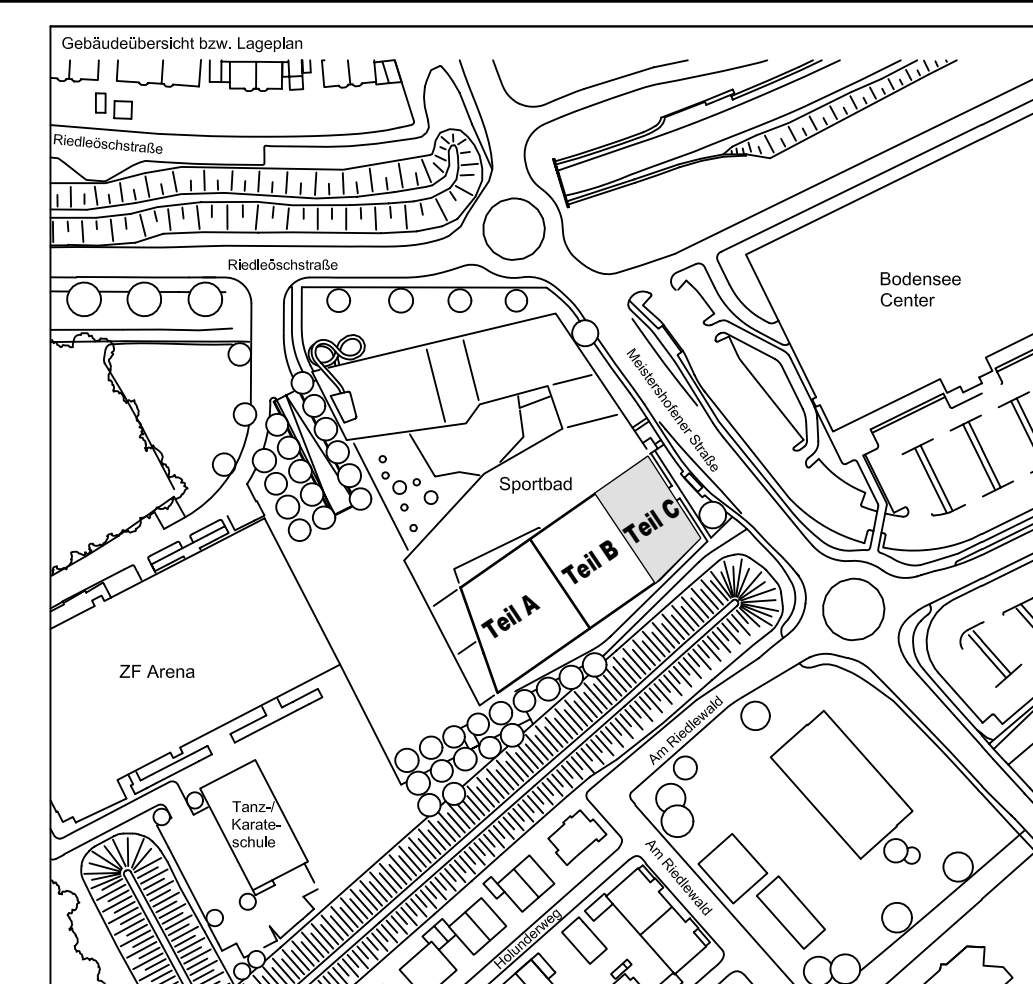 Gebäudeübersicht bzw. Lageplan
Riedleöschstraße
Riedleöschstraße
Bodensee
Center
Meistershofener Straße
Sportbad
Teil C
Teil B
Teil A
ZF Arena
Am Riedlewald
Tanz-/
Karate-
schule
Am Riedlewald
Holunderweg